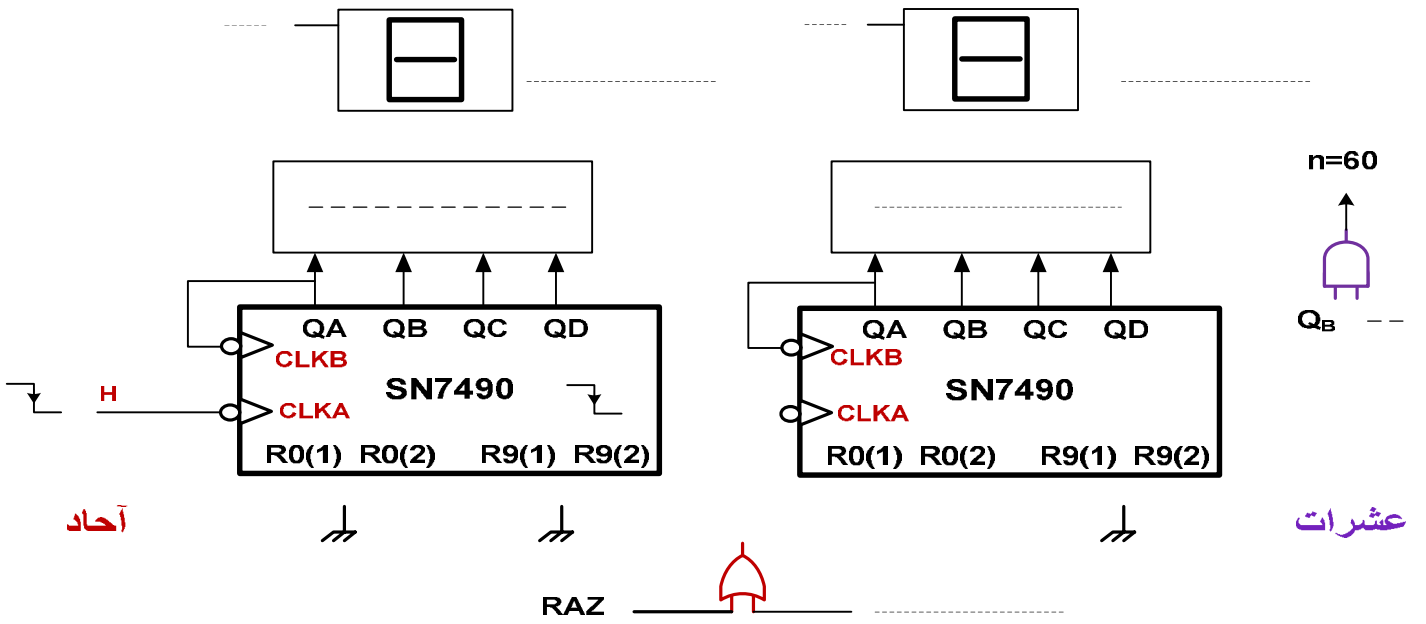 n=60
QA QB QC QD
CLKB
SN7490
H
CLKA
R0(1) R0(2) R9(1) R9(2)
QA QB QC QD
CLKB
SN7490
CLKA
R0(1) R0(2) R9(1) R9(2)
QB
آحاد
عشرات
RAZ